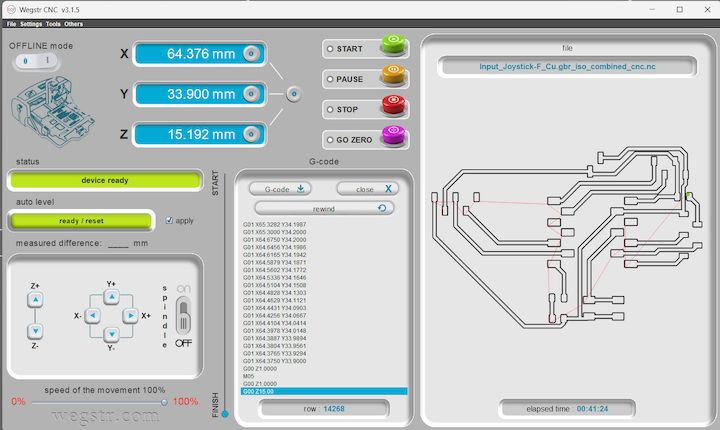 Wegstr CNC v3.1.5
File Settings Tools Others
OFFLINE mode
0 1
X 64.376 mm
Y 33.900 mm
Z 15.192 mm
START
PAUSE
STOP
GO ZERO
file
Input_Joystick-F_Cu.gbr_iso_combined_cnc.nc
status
device ready
auto level
ready / reset
apply
measured difference: ____ mm
Z+
Z-
Y+
X-
X+
Y-
spindle
ON
OFF
speed of the movement 100%
0%
100%
wegstr.com
START
FINISH
G-code
G-code
close X
rewind
G01 X65.3282 Y34.1987
G01 X65.3000 Y34.2000
G01 X64.6750 Y34.2000
G01 X64.6456 Y34.1986
G01 X64.6165 Y34.1942
G01 X64.5879 Y34.1871
G01 X64.5602 Y34.1772
G01 X64.5336 Y34.1646
G01 X64.5104 Y34.1508
G01 X64.4828 Y34.1303
G01 X64.4629 Y34.1121
G01 X64.4431 Y34.0903
G01 X64.4256 Y34.0667
G01 X64.4104 Y34.0414
G01 X64.3978 Y34.0148
G01 X64.3887 Y33.9894
G01 X64.3804 Y33.9561
G01 X64.3765 Y33.9294
G01 X64.3750 Y33.9000
G00 Z1.0000
M05
G00 Z1.0000
G00 Z15.00
row : 14268
elapsed time : 00:41:24